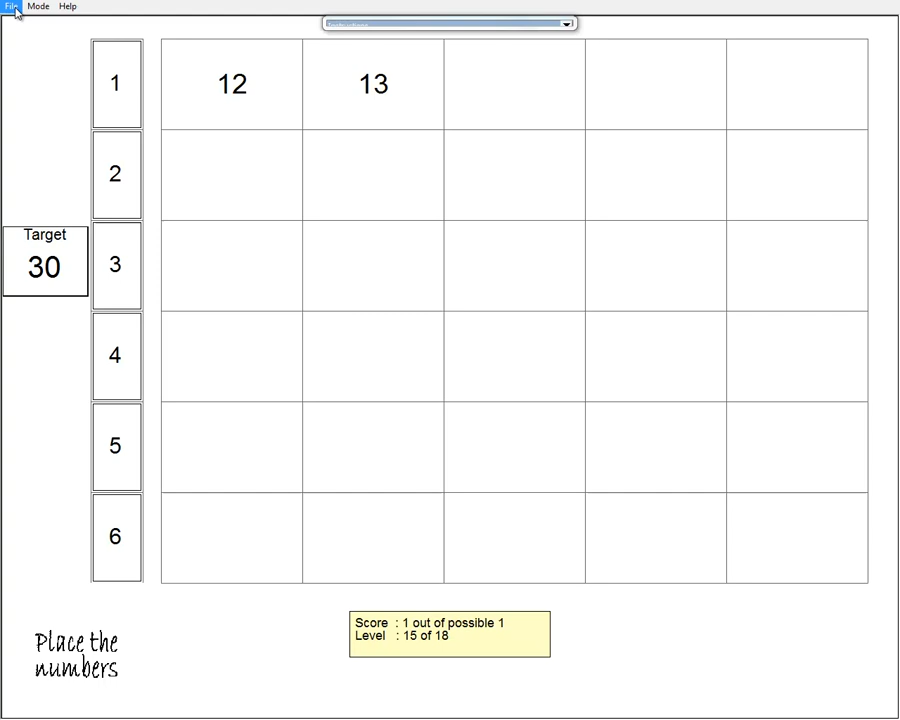 File Mode Help
1 12 13
2
Target
30
3
4
5
6
Place the
numbers
Score : 1 out of possible 1
Level : 15 of 18